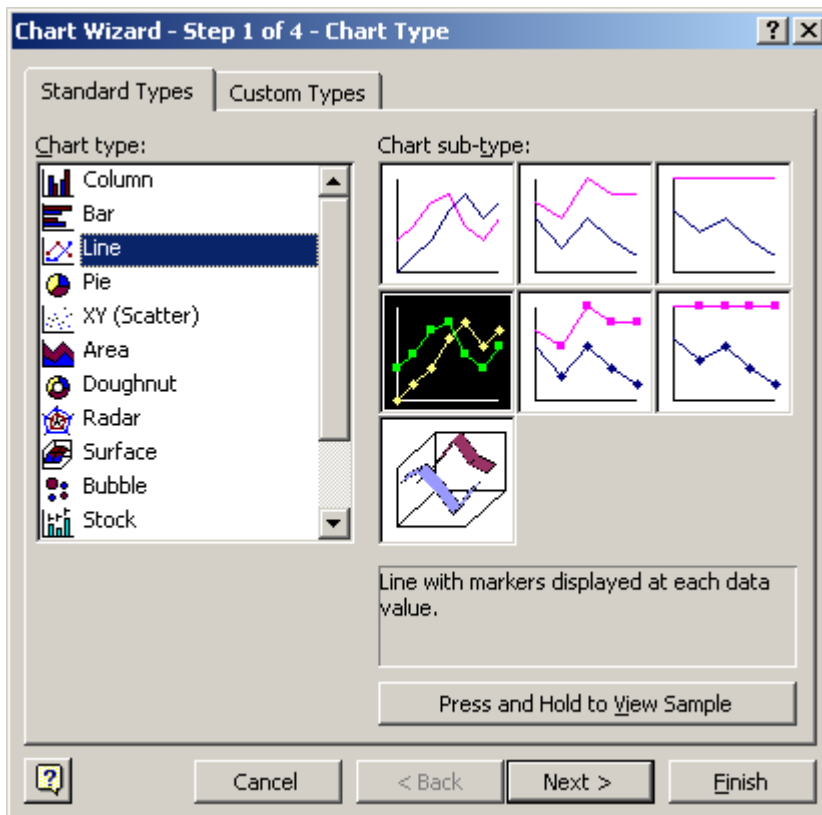 Chart Wizard - Step 1 of 4 - Chart Type
Standard Types
Custom Types
Chart type:
Column
Bar
Line
Pie
XY (Scatter)
Area
Doughnut
Radar
Surface
Bubble
Stock
Chart sub-type:
Line with markers displayed at each data
value.
Press and Hold to View Sample
Cancel
< Back
Next >
Finish